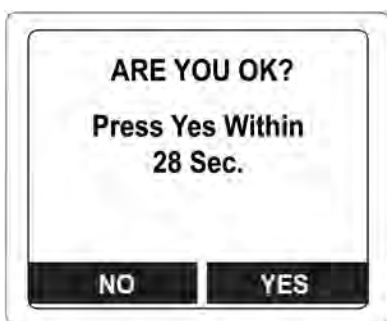 ARE YOU OK?
Press Yes Within
28 Sec.
NO YES